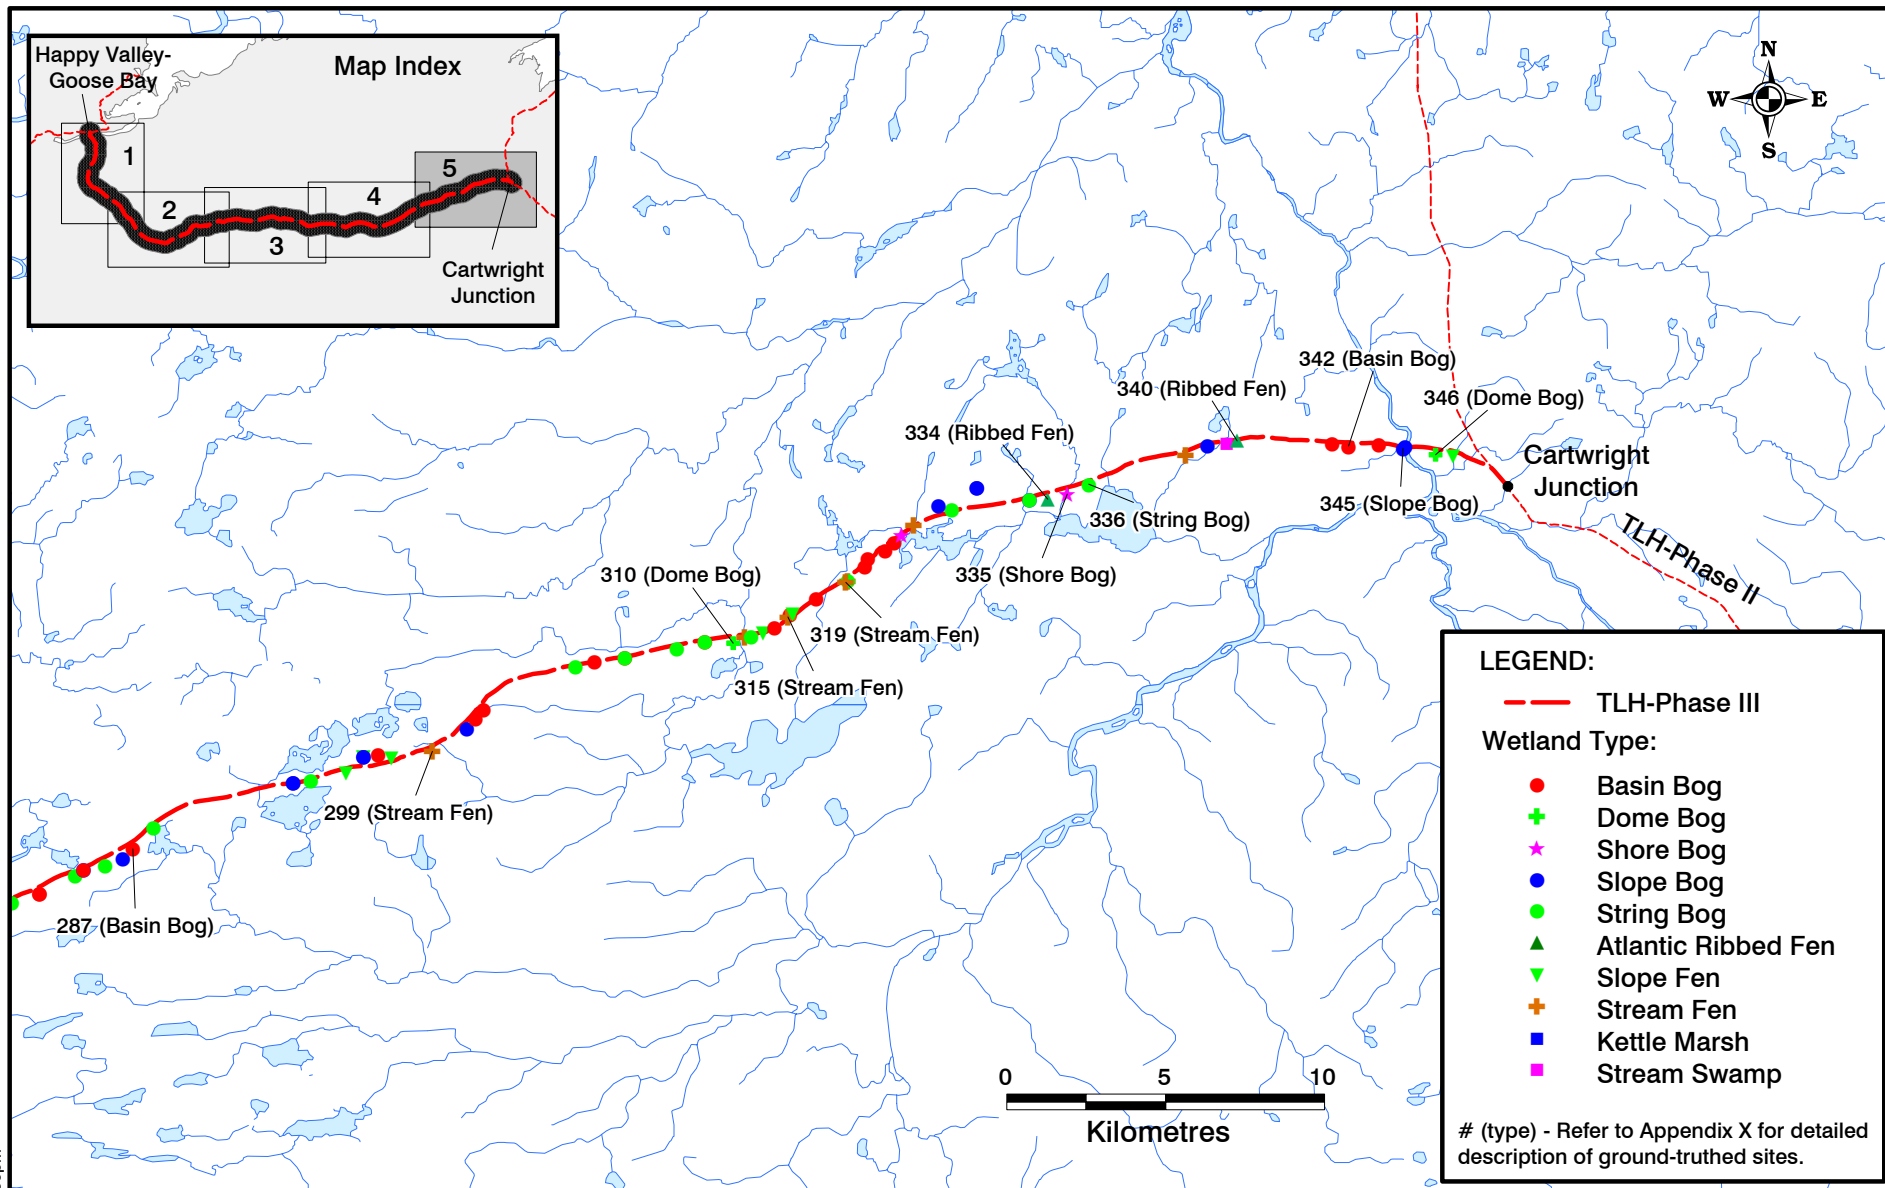 Happy Valley-
Goose Bay
Map Index
1
2
3
4
5
Cartwright
Junction
N
W
E
S
342 (Basin Bog)
340 (Ribbed Fen)
346 (Dome Bog)
334 (Ribbed Fen)
Cartwright
Junction
345 (Slope Bog)
336 (String Bog)
TLH-Phase II
335 (Shore Bog)
310 (Dome Bog)
319 (Stream Fen)
315 (Stream Fen)
299 (Stream Fen)
287 (Basin Bog)
LEGEND:
TLH-Phase III
Wetland Type:
Basin Bog
Dome Bog
Shore Bog
Slope Bog
String Bog
Atlantic Ribbed Fen
Slope Fen
Stream Fen
Kettle Marsh
Stream Swamp
# (type) - Refer to Appendix X for detailed
description of ground-truthed sites.
0 5 10
Kilometres